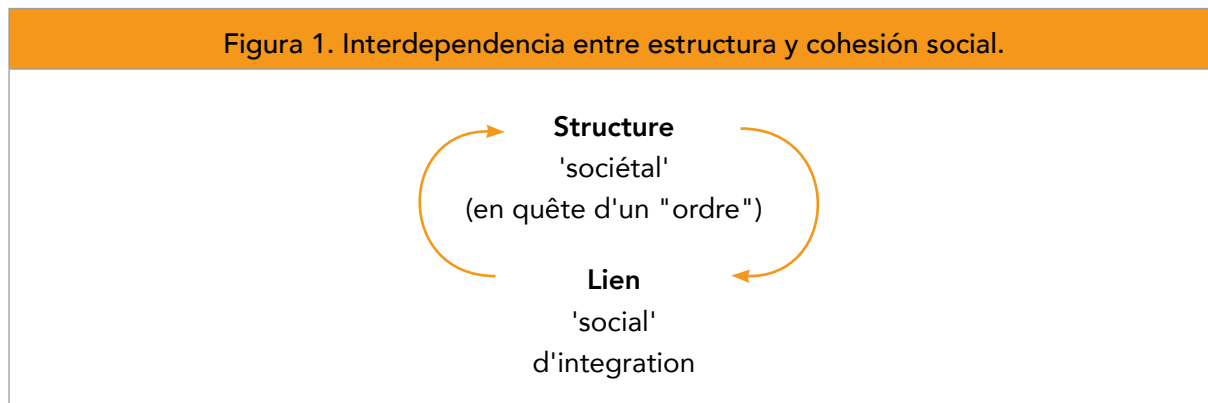 Figura 1. Interdependencia entre estructura y cohesión social.
Structure
'sociétal'
(en quête d'un "ordre")
Lien
'social'
d'integration